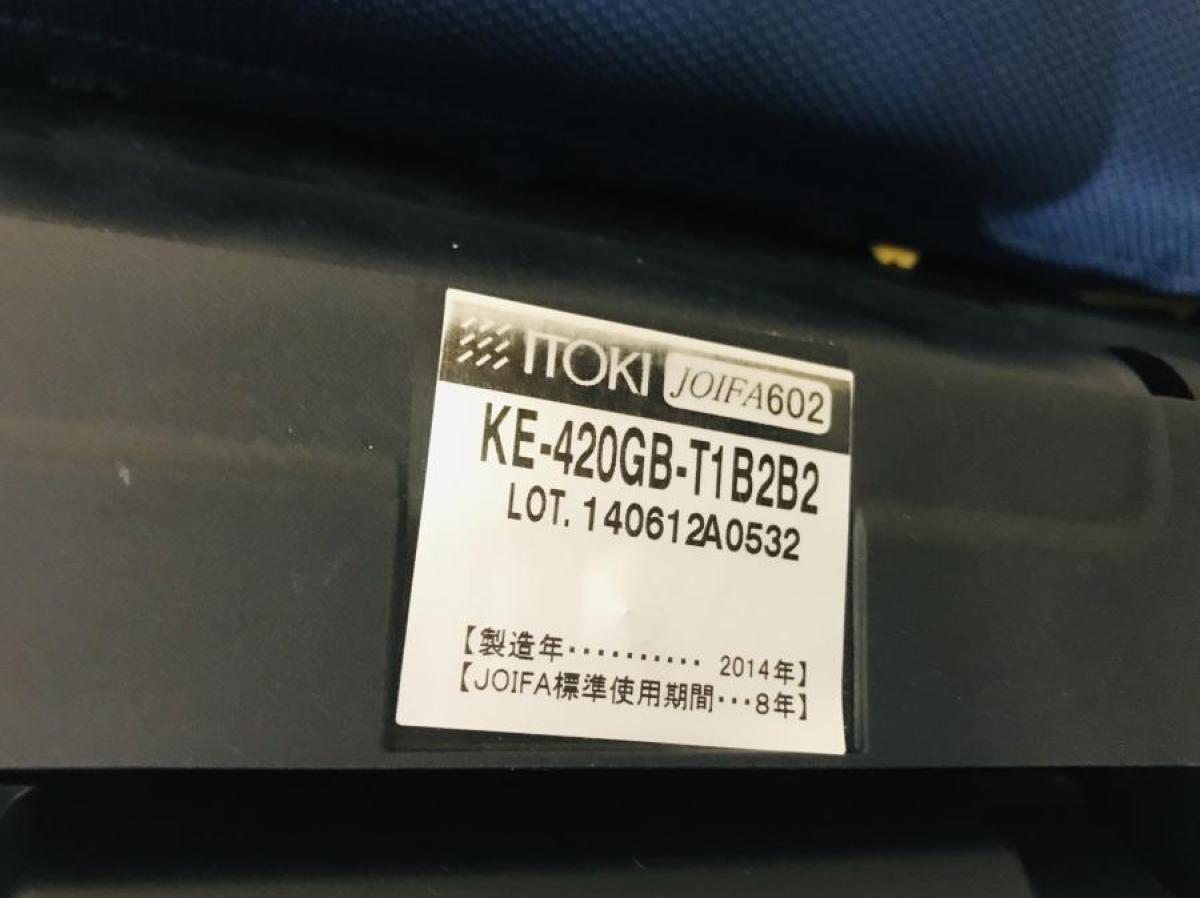 ITOKI JOIFA602
KE-420GB-T1B2B2
LOT. 140612A0532
【製造年‥‥‥‥‥ 2014年】
【JOIFA標準使用期間…8年】